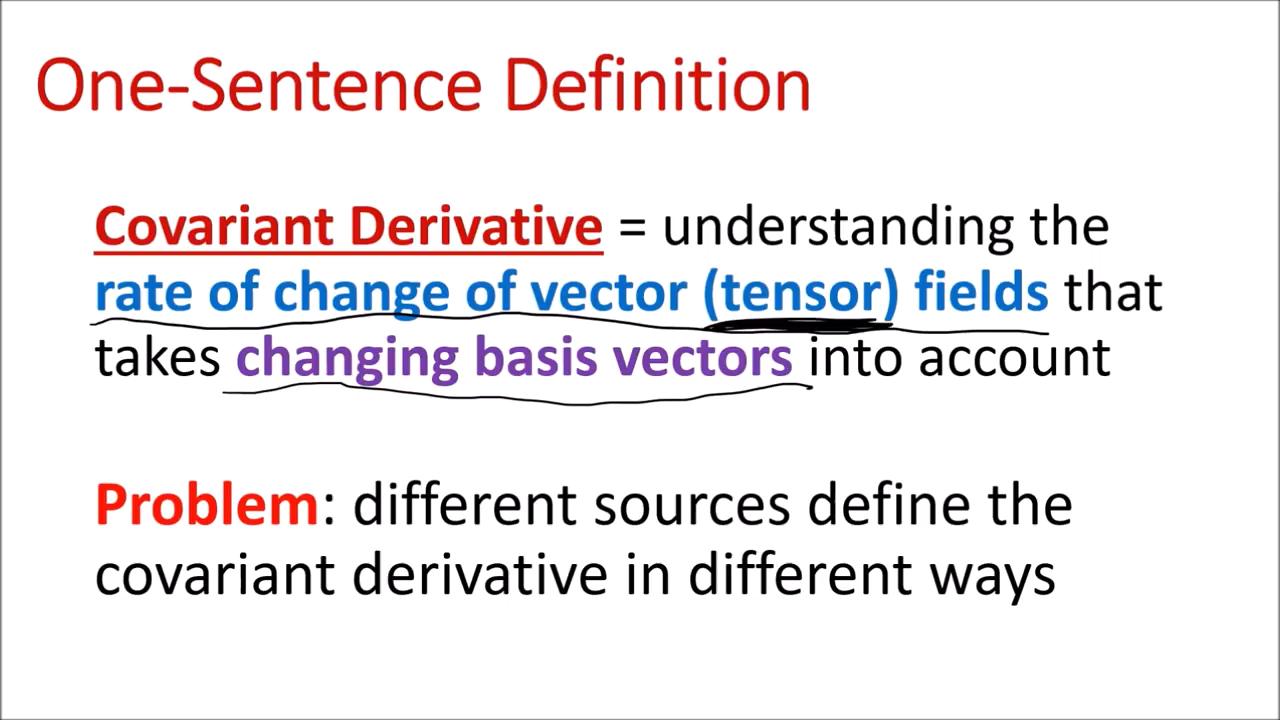 One-Sentence Definition
Covariant Derivative = understanding the
rate of change of vector (tensor) fields that
takes changing basis vectors into account
Problem: different sources define the
covariant derivative in different ways